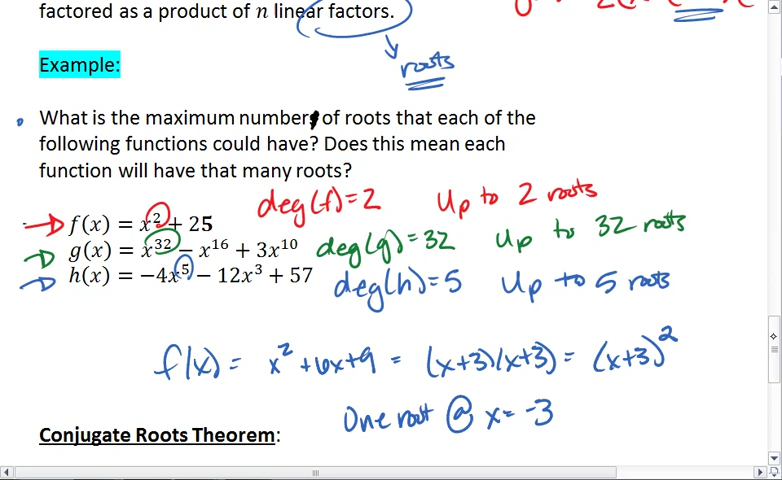 factored as a product of n linear factors.
roots
Example:
What is the maximum number of roots that each of the
following functions could have? Does this mean each
function will have that many roots?
f(x) = x² + 25 deg(f)=2 Up to 2 roots
g(x) = x³² − x¹⁶ + 3x¹⁰ deg(g)=32 Up to 32 roots
h(x) = −4x⁵ − 12x³ + 57 deg(h)=5 Up to 5 roots
f(x) = x² + 6x + 9 = (x+3)(x+3) = (x+3)²
One root @ x = -3
Conjugate Roots Theorem: